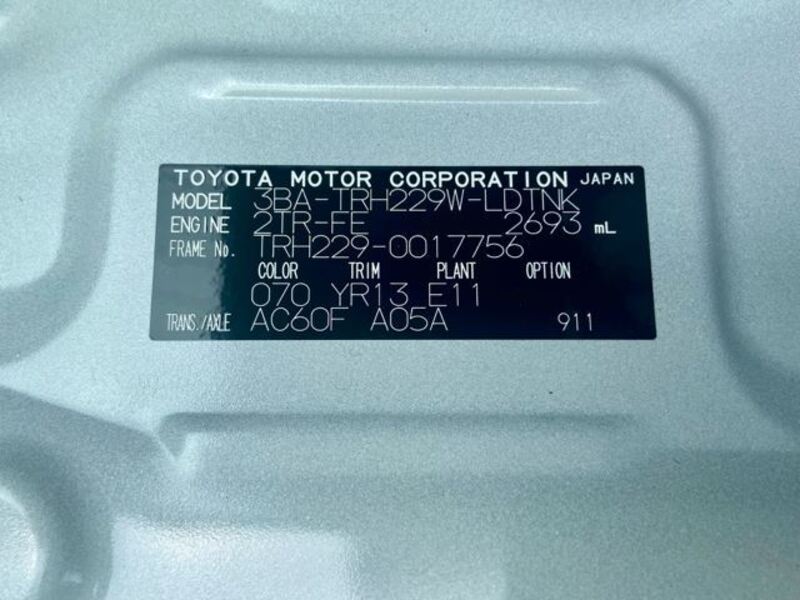 TOYOTA MOTOR CORPORATION JAPAN
MODEL 3BA-TRH229W-LDTNK
ENGINE 2TR-FE 2693 mL
FRAME No. TRH229-0017756
COLOR TRIM PLANT OPTION
070 YR13 E11
TRANS./AXLE AC60F A05A 911